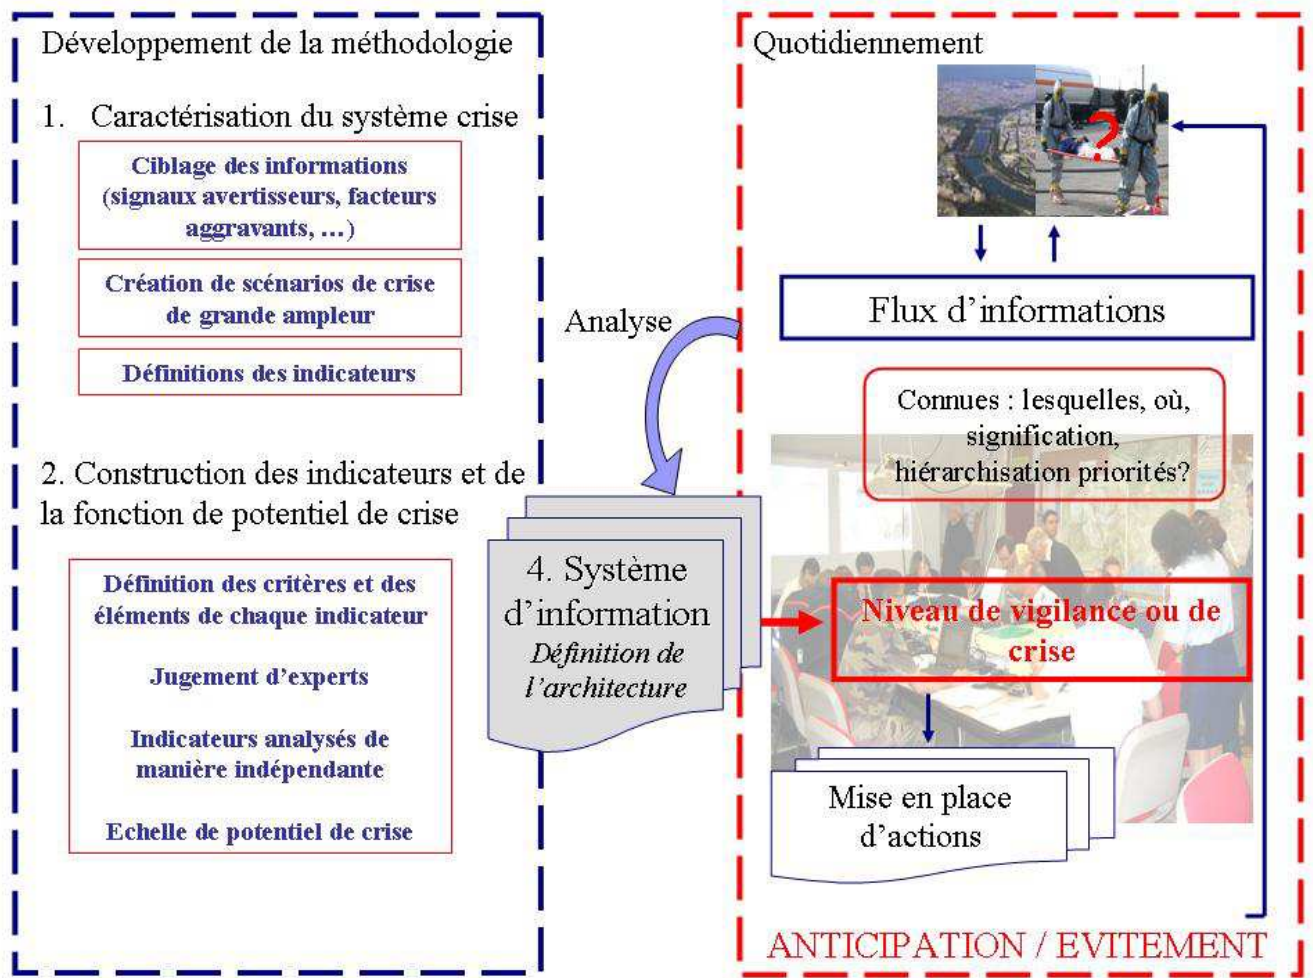 Développement de la méthodologie
1. Caractérisation du système crise
Ciblage des informations
(signaux avertisseurs, facteurs
aggravants, …)
Création de scénarios de crise
de grande ampleur
Définitions des indicateurs
2. Construction des indicateurs et de
la fonction de potentiel de crise
Définition des critères et des
éléments de chaque indicateur
Jugement d’experts
Indicateurs analysés de
manière indépendante
Echelle de potentiel de crise
Analyse
4. Système
d’information
Définition de
l’architecture
Quotidiennement
?
Flux d’informations
Connues : lesquelles, où,
signification,
hiérarchisation priorités?
Niveau de vigilance ou de
crise
Mise en place
d’actions
ANTICIPATION / EVITEMENT